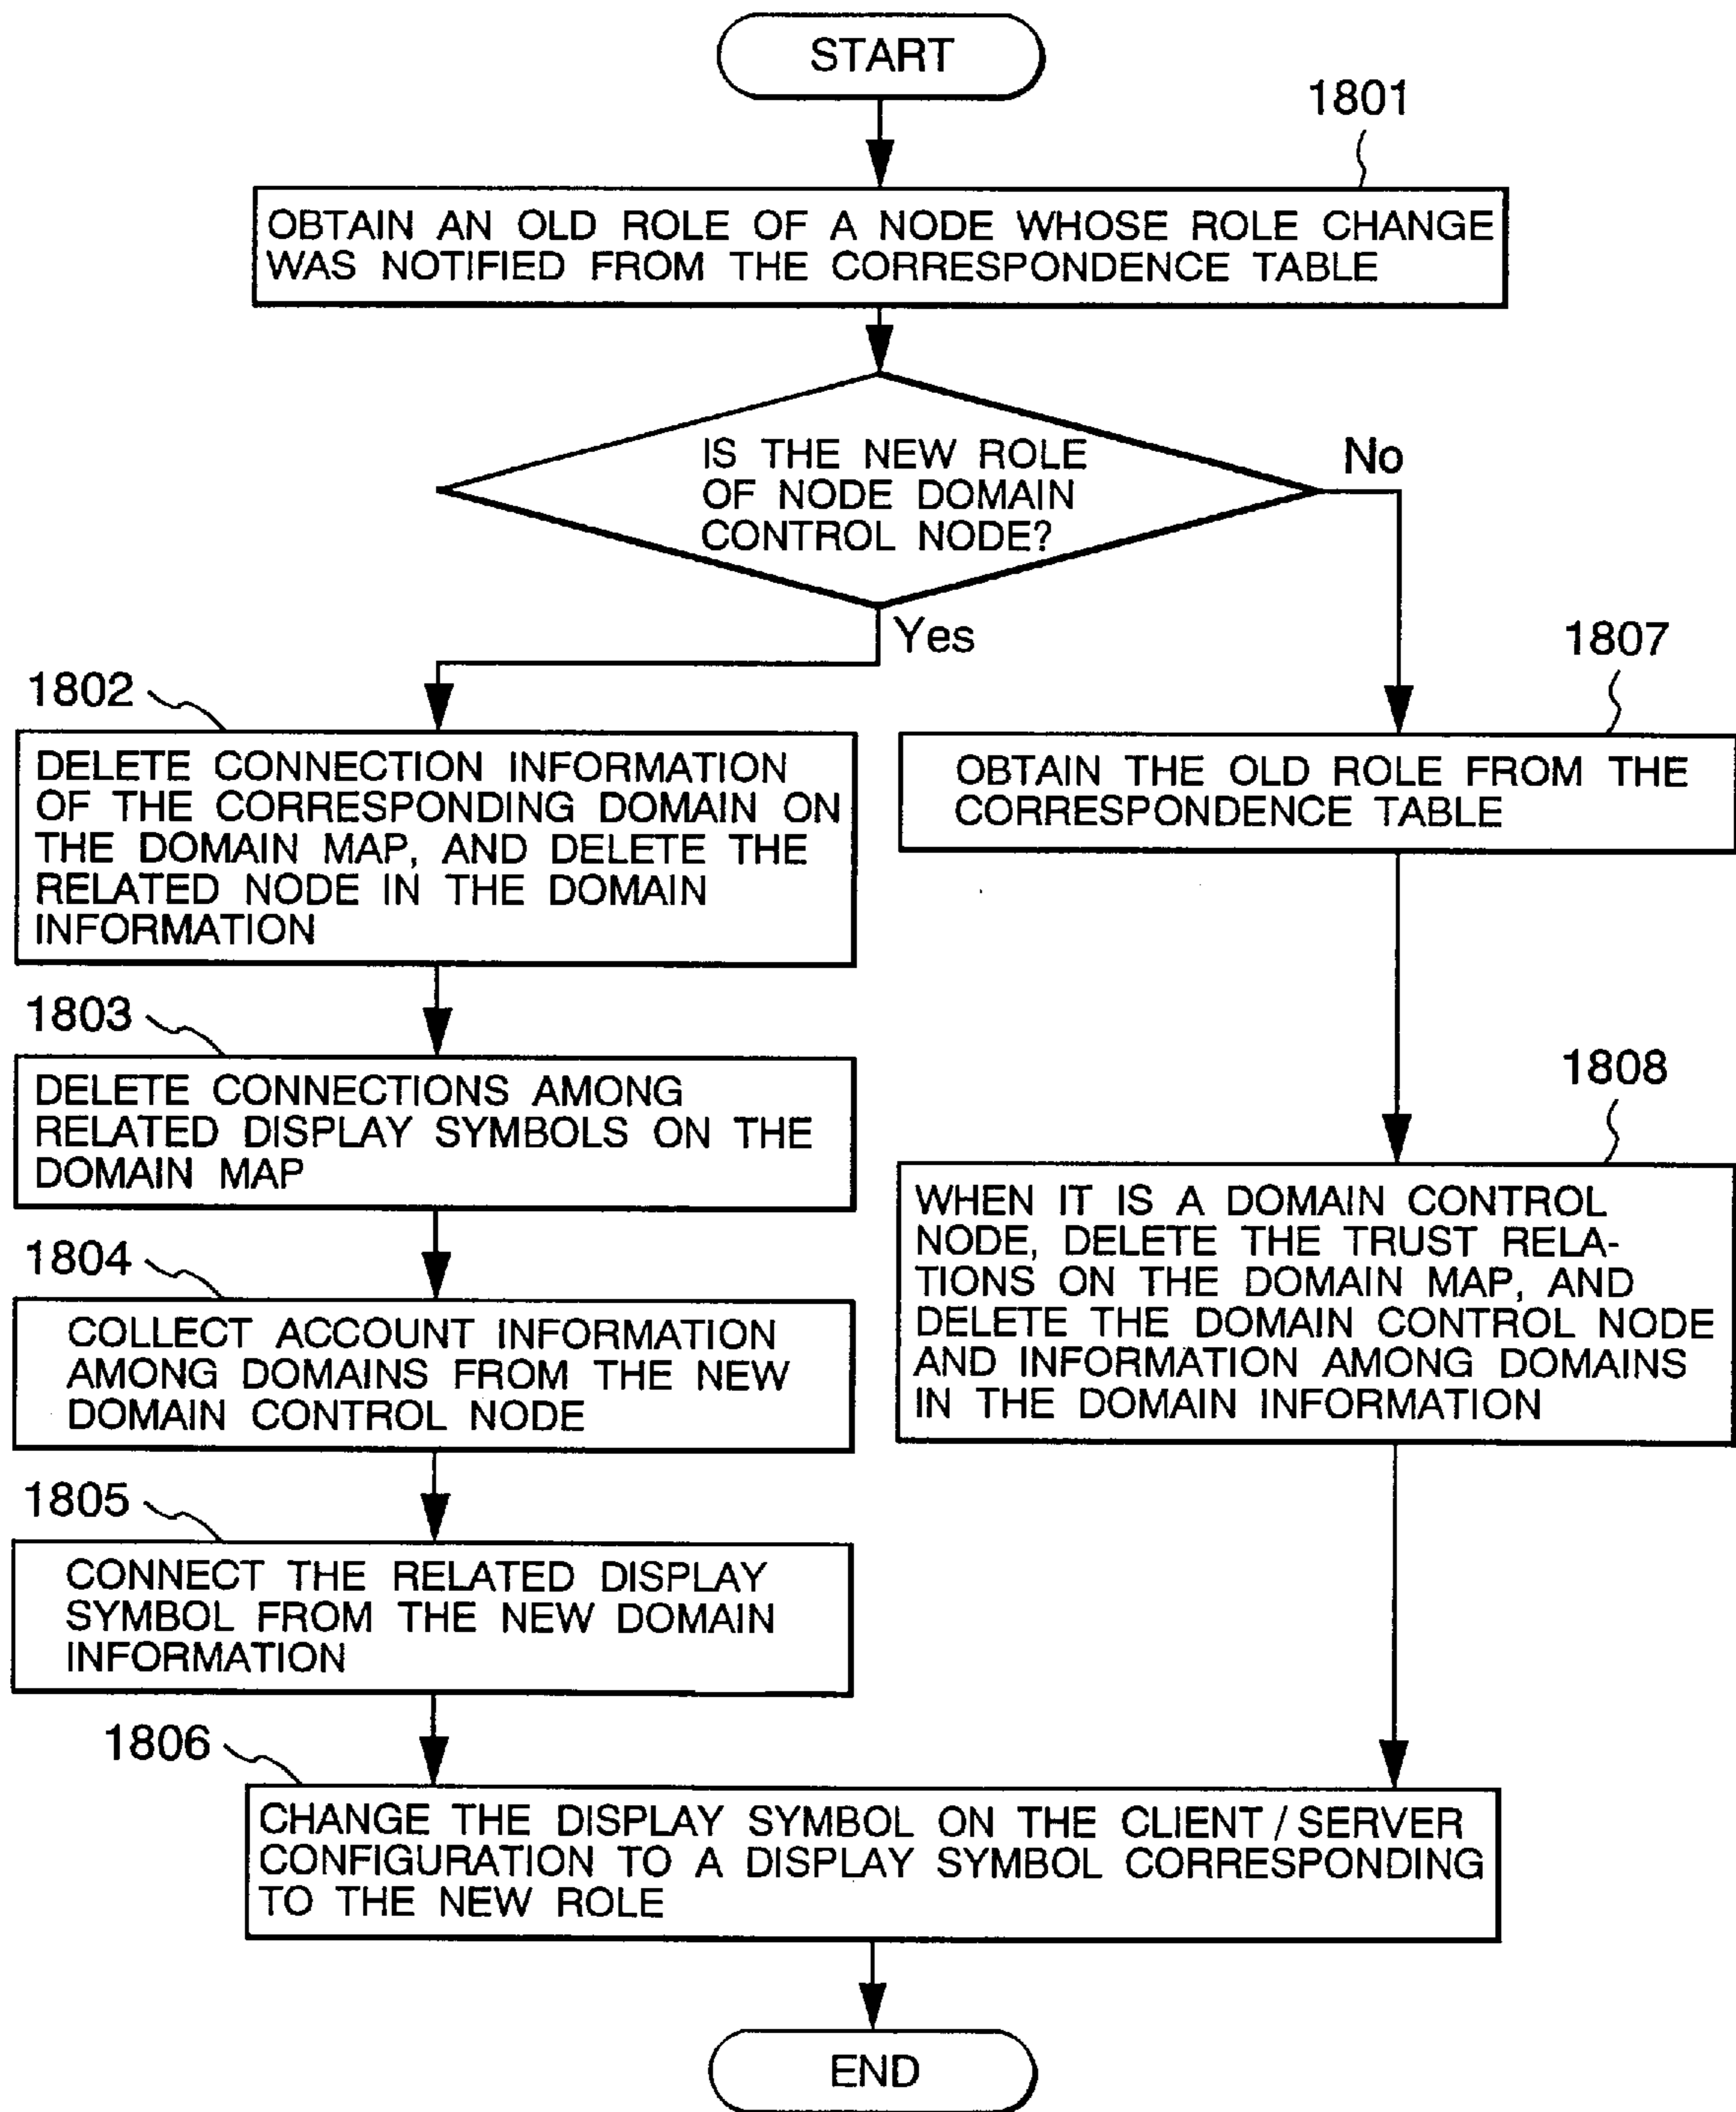 START
1801
OBTAIN AN OLD ROLE OF A NODE WHOSE ROLE CHANGE
WAS NOTIFIED FROM THE CORRESPONDENCE TABLE
IS THE NEW ROLE
OF NODE DOMAIN
CONTROL NODE?
No
Yes
1802
DELETE CONNECTION INFORMATION
OF THE CORRESPONDING DOMAIN ON
THE DOMAIN MAP, AND DELETE THE
RELATED NODE IN THE DOMAIN
INFORMATION
1803
DELETE CONNECTIONS AMONG
RELATED DISPLAY SYMBOLS ON THE
DOMAIN MAP
1804
COLLECT ACCOUNT INFORMATION
AMONG DOMAINS FROM THE NEW
DOMAIN CONTROL NODE
1805
CONNECT THE RELATED DISPLAY
SYMBOL FROM THE NEW DOMAIN
INFORMATION
1807
OBTAIN THE OLD ROLE FROM THE
CORRESPONDENCE TABLE
1808
WHEN IT IS A DOMAIN CONTROL
NODE, DELETE THE TRUST RELA-
TIONS ON THE DOMAIN MAP, AND
DELETE THE DOMAIN CONTROL NODE
AND INFORMATION AMONG DOMAINS
IN THE DOMAIN INFORMATION
1806
CHANGE THE DISPLAY SYMBOL ON THE CLIENT / SERVER
CONFIGURATION TO A DISPLAY SYMBOL CORRESPONDING
TO THE NEW ROLE
END